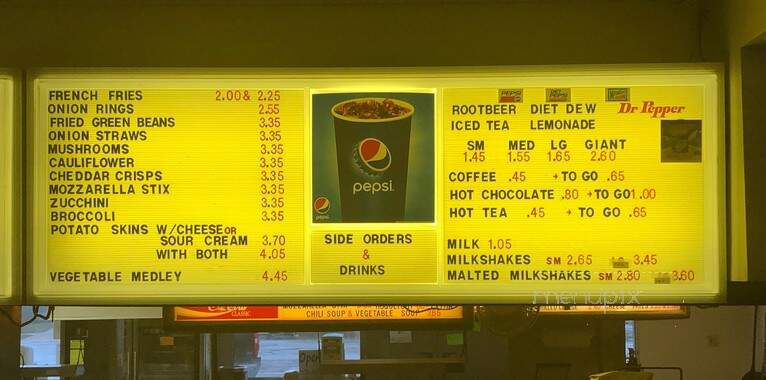 FRENCH FRIES 2.00 & 2.25
ONION RINGS 2.55
FRIED GREEN BEANS 3.35
ONION STRAWS 3.35
MUSHROOMS 3.35
CAULIFLOWER 3.35
CHEDDAR CRISPS 3.35
MOZZARELLA STIX 3.35
ZUCCHINI 3.35
BROCCOLI 3.35
POTATO SKINS W/CHEESE OR
SOUR CREAM 3.70
WITH BOTH 4.05
VEGETABLE MEDLEY 4.45
pepsi
pepsi
SIDE ORDERS
&
DRINKS
PEPSI
ROOTBEER DIET DEW Dr Pepper
ICED TEA LEMONADE
SM MED LG GIANT
1.45 1.55 1.65 2.60
COFFEE .45 + TO GO .65
HOT CHOCOLATE .80 + TO GO 1.00
HOT TEA .45 + TO GO .65
MILK 1.05
MILKSHAKES SM 2.65 3.45
MALTED MILKSHAKES SM 2.80 3.60
menupix
CLASSIC
CHILI SOUP & VEGETABLE SOUP
Open